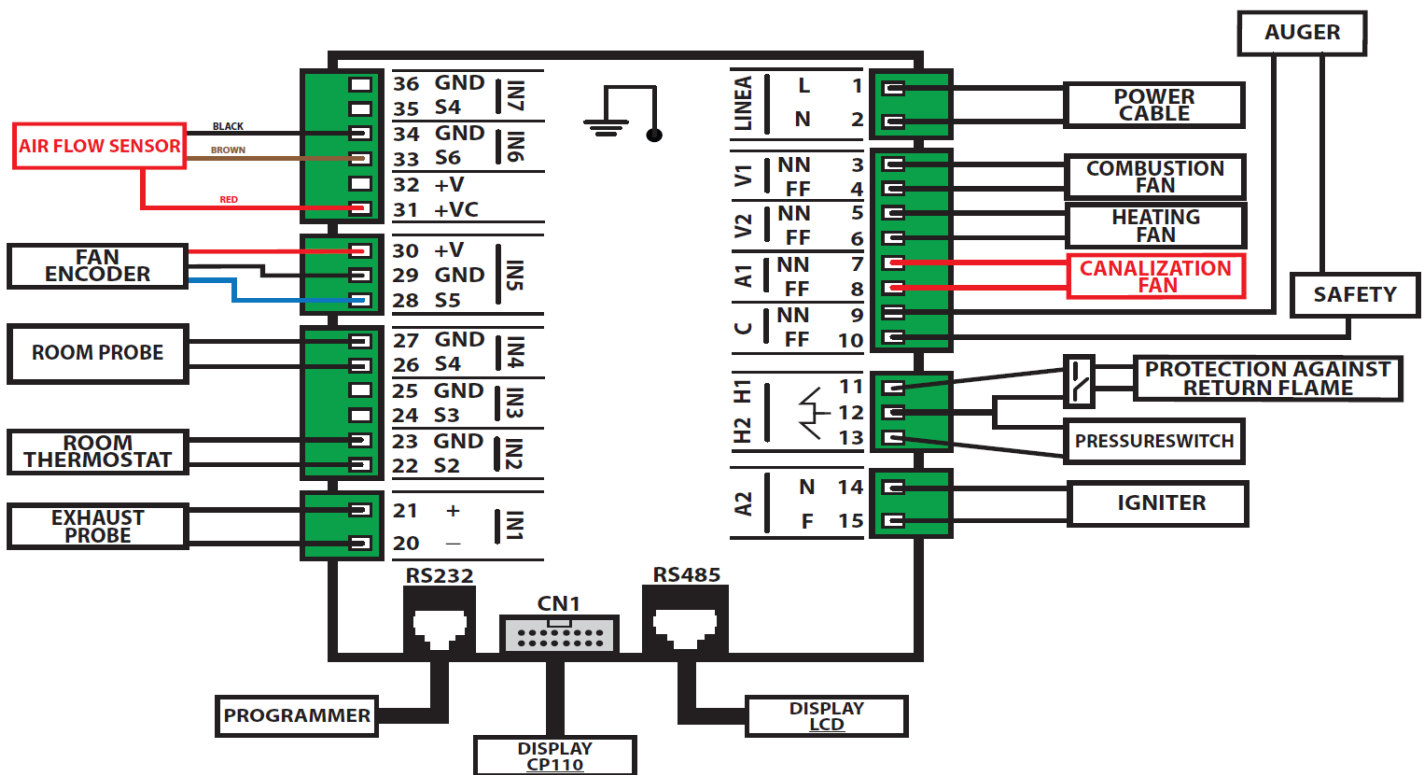 AUGER
36 GND
35 S4
IN7
34 GND
33 S6
IN6
32 +V
31 +VC
30 +V
29 GND
28 S5
IN5
27 GND
26 S4
IN4
25 GND
24 S3
IN3
23 GND
22 S2
IN2
21 +
20 –
IN1
AIR FLOW SENSOR
BLACK
BROWN
RED
FAN
ENCODER
ROOM PROBE
ROOM
THERMOSTAT
EXHAUST
PROBE
LINEA
L 1
N 2
V1
NN 3
FF 4
V2
NN 5
FF 6
A1
NN 7
FF 8
C
NN 9
FF 10
H1
H2
11
12
13
A2
N 14
F 15
POWER
CABLE
COMBUSTION
FAN
HEATING
FAN
CANALIZATION
FAN
SAFETY
PROTECTION AGAINST
RETURN FLAME
PRESSURESWITCH
IGNITER
RS232
CN1
RS485
PROGRAMMER
DISPLAY
CP110
DISPLAY
LCD